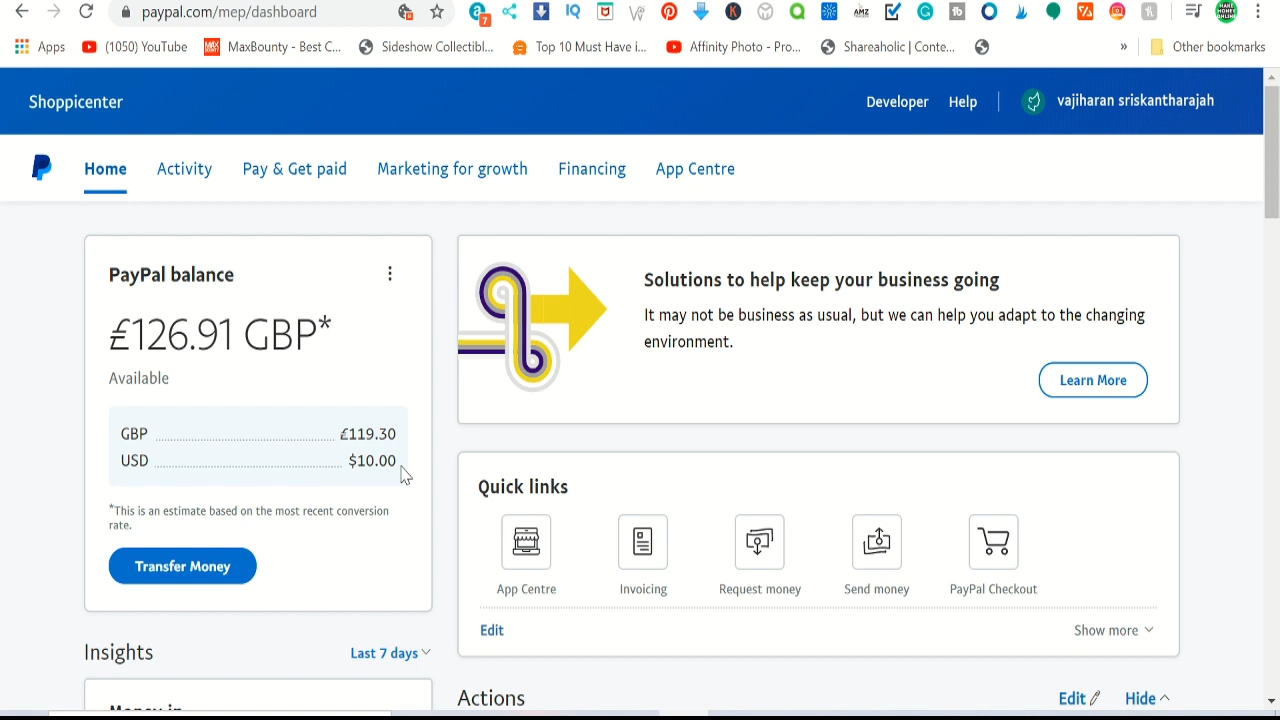 paypal.com/mep/dashboard
7
IQ
AMZ
Apps
(1050) YouTube
MaxBounty - Best C...
Sideshow Collectibl...
Top 10 Must Have i...
Affinity Photo - Pro...
Shareaholic | Conte...
»
Other bookmarks
Shoppicenter
Developer
Help
vajiharan sriskantharajah
Home
Activity
Pay & Get paid
Marketing for growth
Financing
App Centre
PayPal balance
£126.91 GBP*
Available
GBP £119.30
USD $10.00
*This is an estimate based on the most recent conversion
rate.
Transfer Money
Solutions to help keep your business going
It may not be business as usual, but we can help you adapt to the changing
environment.
Learn More
Quick links
App Centre
Invoicing
Request money
Send money
PayPal Checkout
Edit
Show more
Insights
Last 7 days
Money in
Actions
Edit
Hide